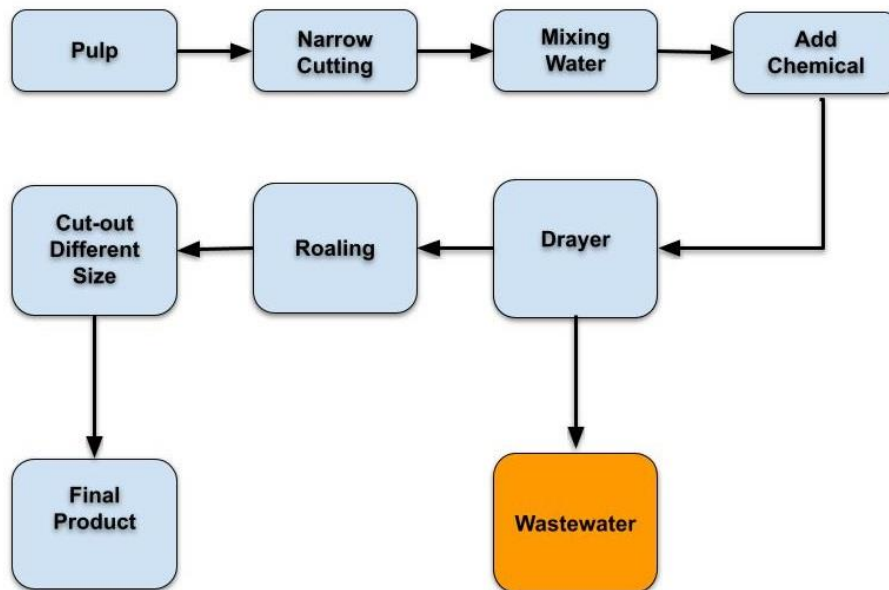 Pulp
Narrow
Cutting
Mixing
Water
Add
Chemical
Cut-out
Different
Size
Roaling
Drayer
Final
Product
Wastewater